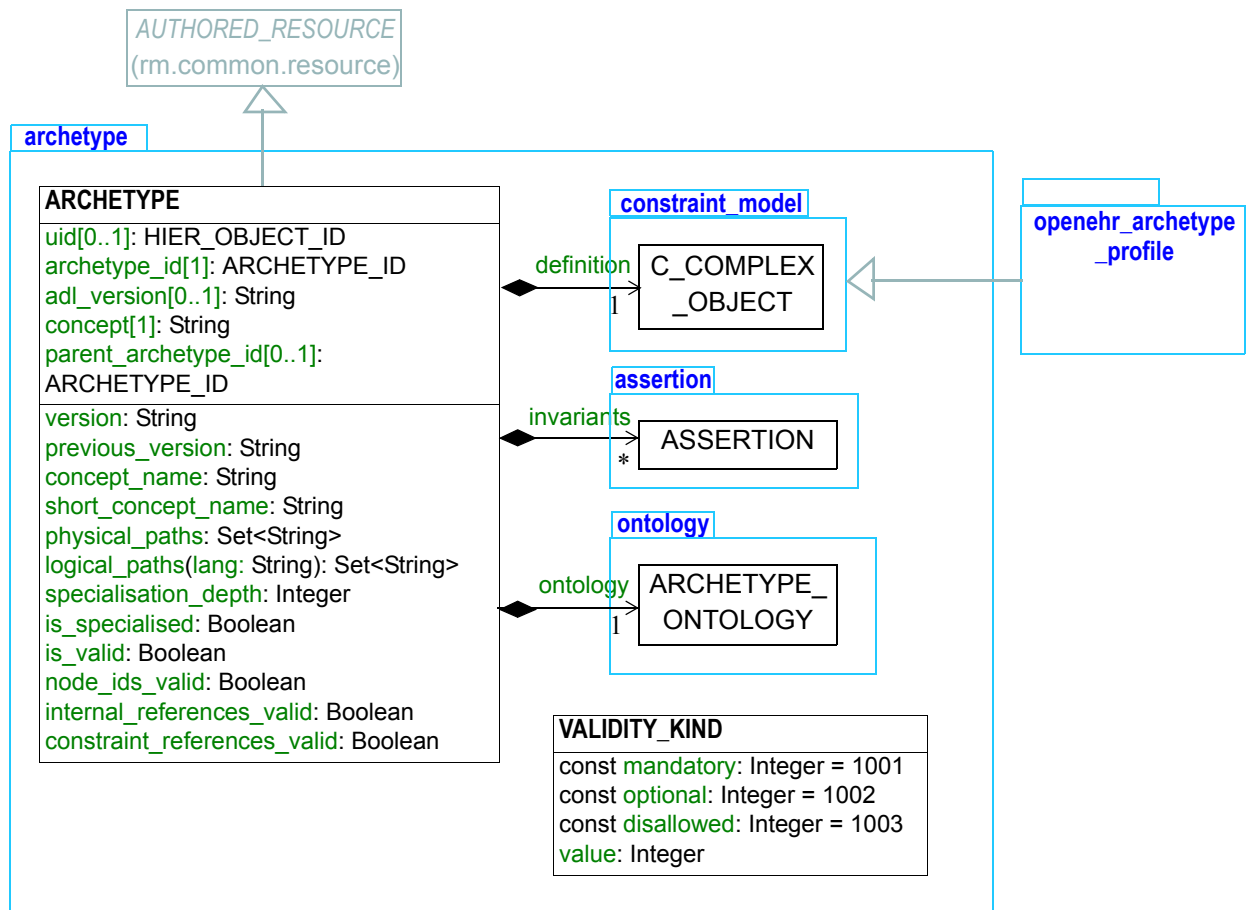 AUTHORED_RESOURCE
(rm.common.resource)
archetype
ARCHETYPE
uid[0..1]: HIER_OBJECT_ID
archetype_id[1]: ARCHETYPE_ID
adl_version[0..1]: String
concept[1]: String
parent_archetype_id[0..1]:
ARCHETYPE_ID
version: String
previous_version: String
concept_name: String
short_concept_name: String
physical_paths: Set<String>
logical_paths(lang: String): Set<String>
specialisation_depth: Integer
is_specialised: Boolean
is_valid: Boolean
node_ids_valid: Boolean
internal_references_valid: Boolean
constraint_references_valid: Boolean
constraint_model
definition
1
C_COMPLEX
_OBJECT
openehr_archetype
_profile
assertion
invariants
*
ASSERTION
ontology
ontology
1
ARCHETYPE_
ONTOLOGY
VALIDITY_KIND
const mandatory: Integer = 1001
const optional: Integer = 1002
const disallowed: Integer = 1003
value: Integer